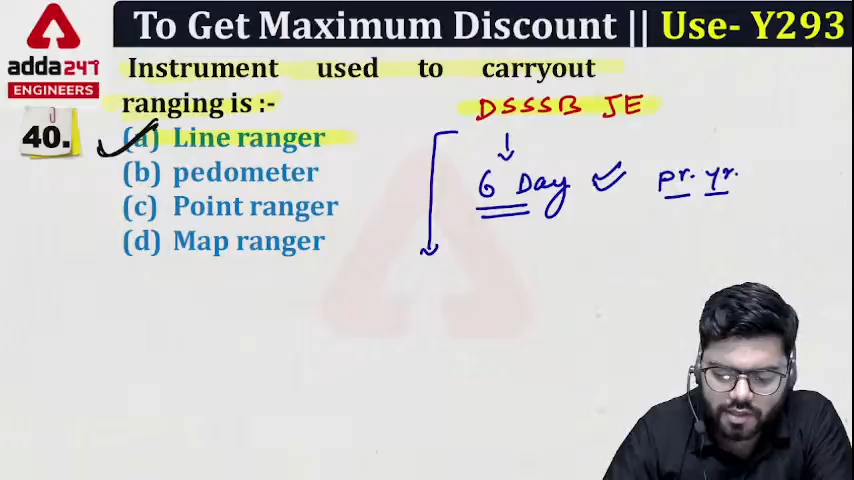 To Get Maximum Discount || Use- Y293
adda247
ENGINEERS
Instrument used to carryout
ranging is :-
DSSSB JE
40.
(a) Line ranger
(b) pedometer
6 Day
pr. yr.
(c) Point ranger
(d) Map ranger